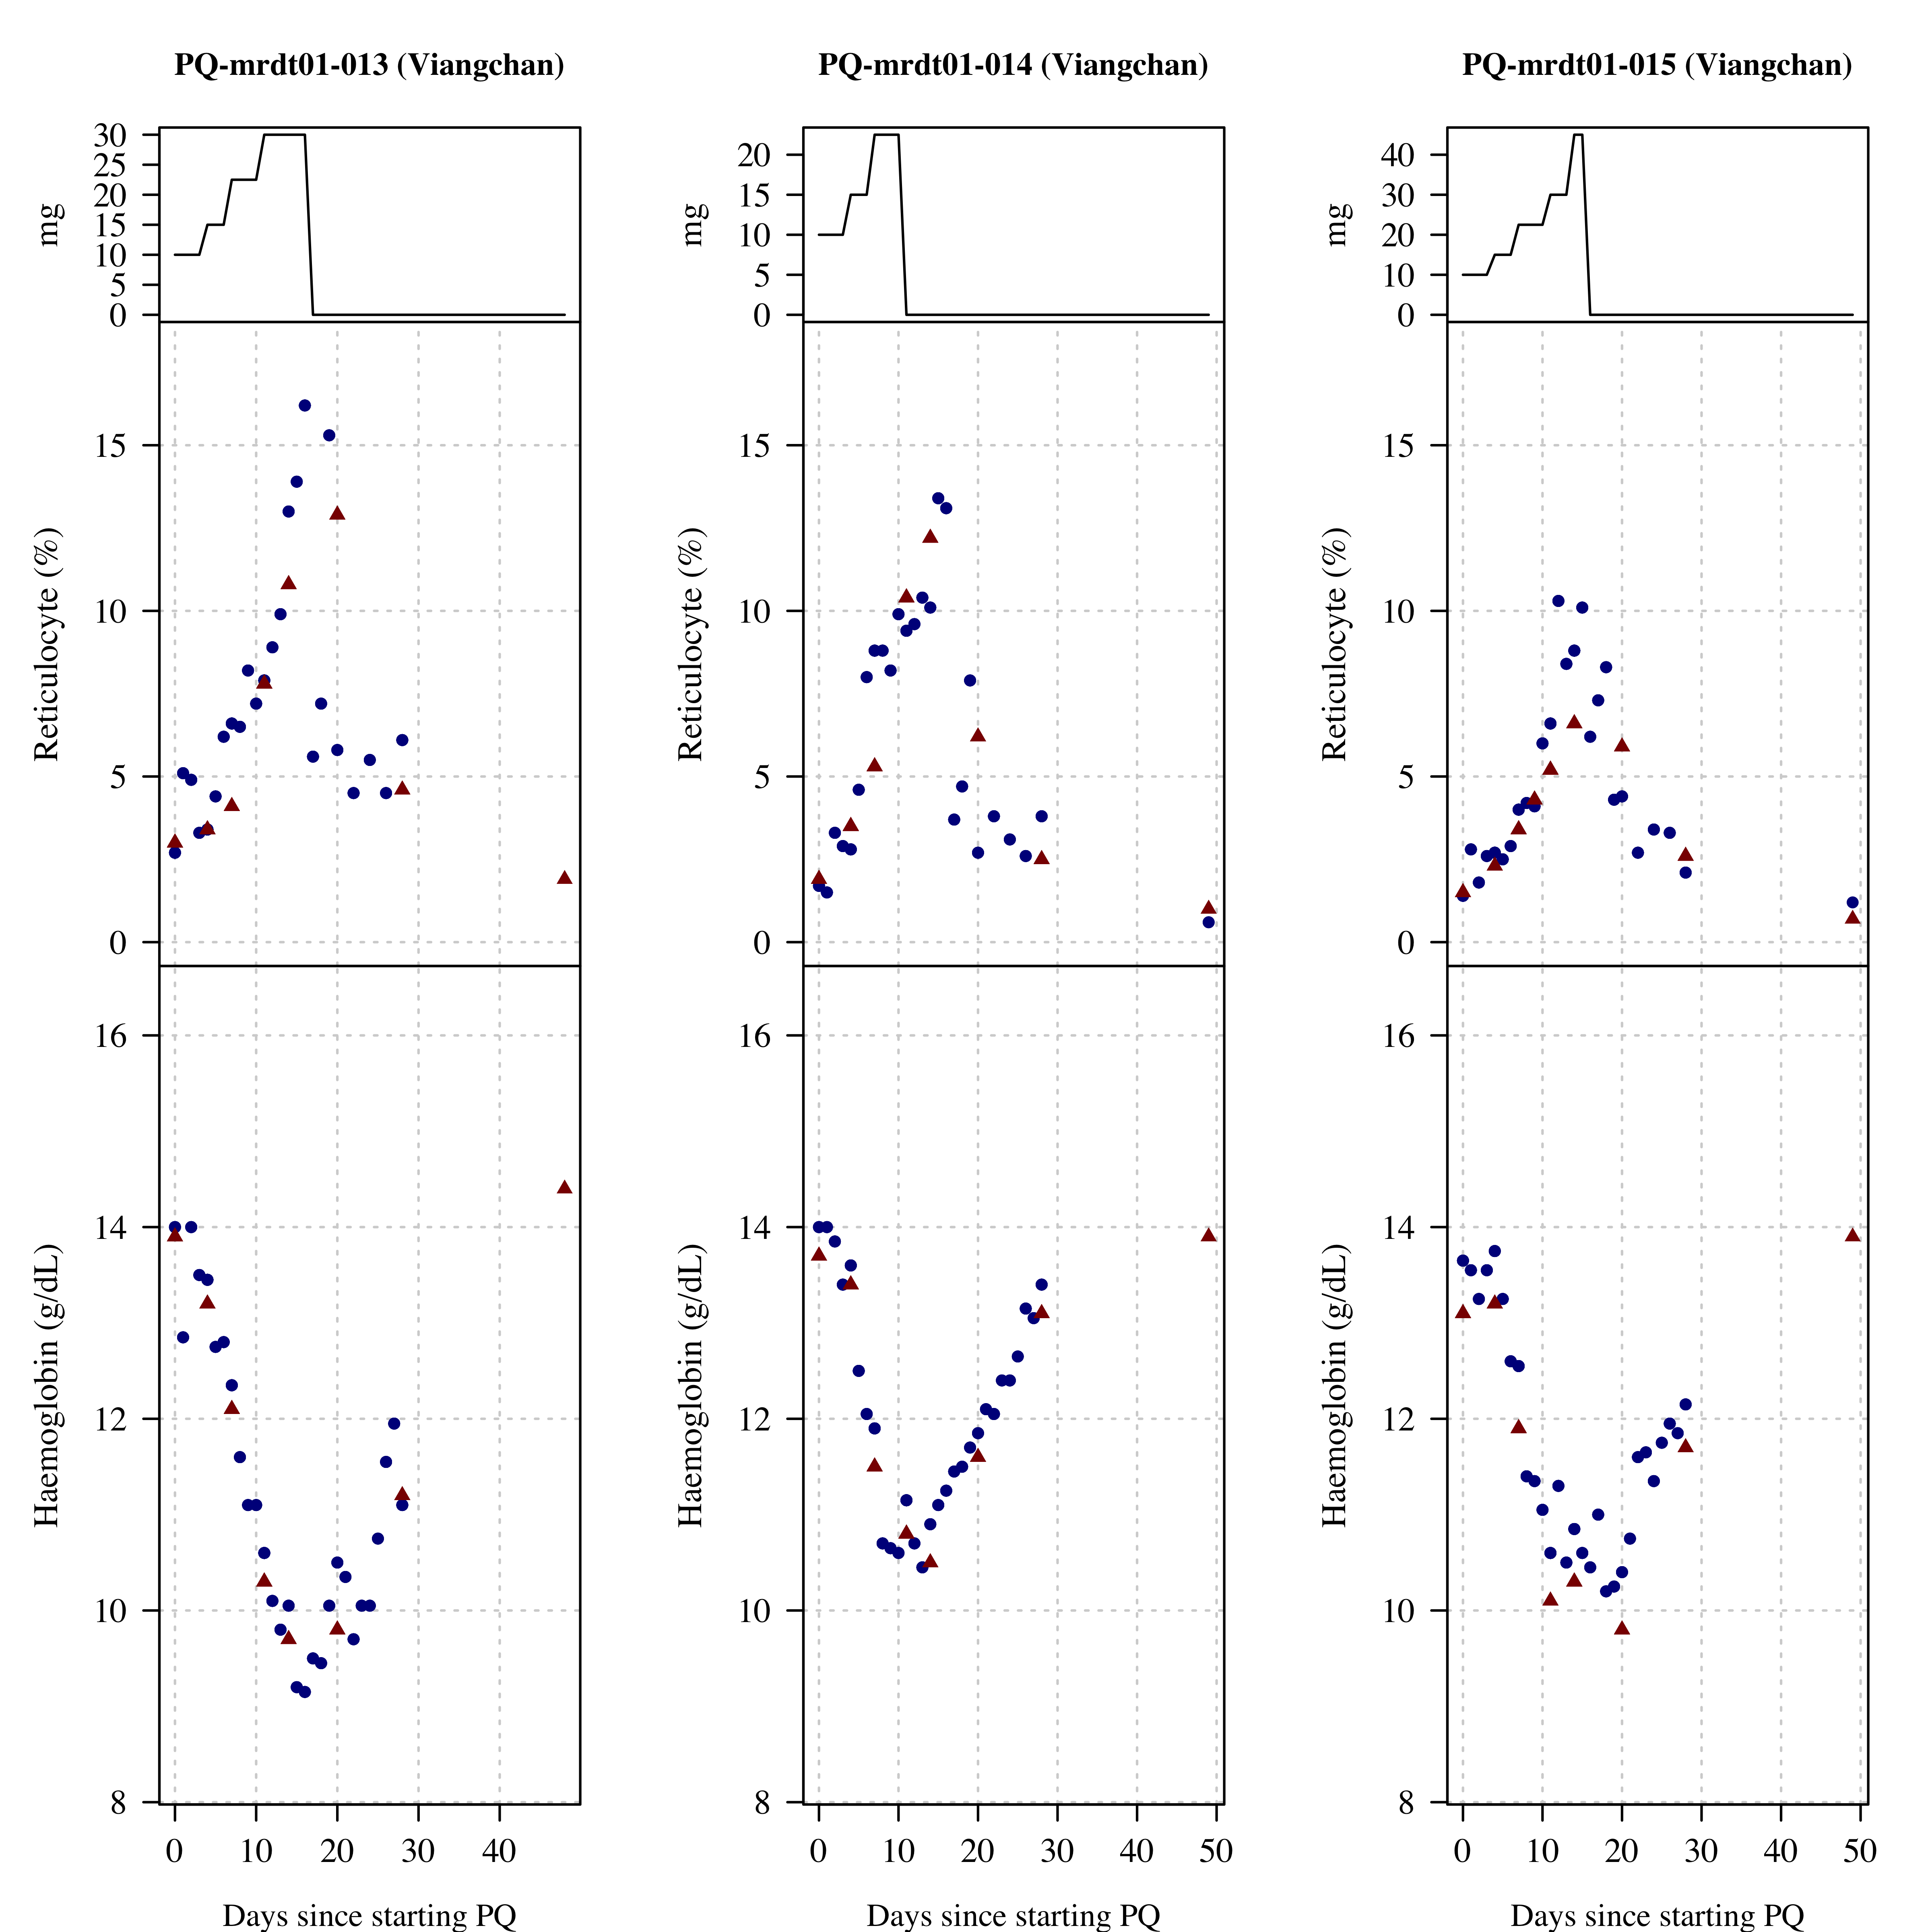 PQ-mrdt01-013 (Viangchan)
30
25
20
15
10
5
0
mg
15
10
5
0
Reticulocyte (%)
16
14
12
10
8
Haemoglobin (g/dL)
0 10 20 30 40
Days since starting PQ
PQ-mrdt01-014 (Viangchan)
20
15
10
5
0
mg
15
10
5
0
Reticulocyte (%)
16
14
12
10
8
Haemoglobin (g/dL)
0 10 20 30 40 50
Days since starting PQ
PQ-mrdt01-015 (Viangchan)
40
30
20
10
0
mg
15
10
5
0
Reticulocyte (%)
16
14
12
10
8
Haemoglobin (g/dL)
0 10 20 30 40 50
Days since starting PQ